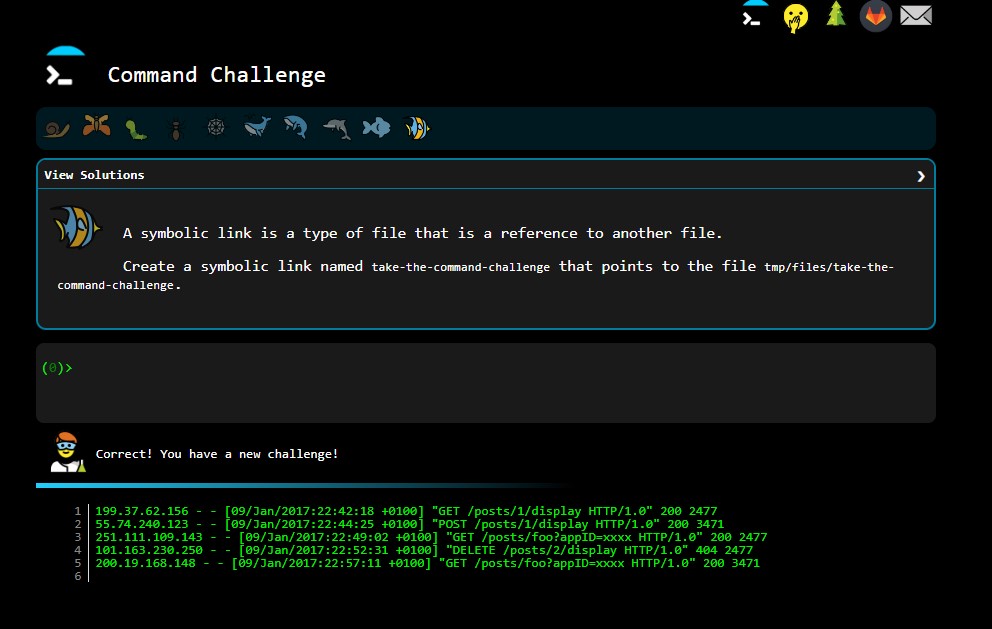 Command Challenge
View Solutions ❯
A symbolic link is a type of file that is a reference to another file.
Create a symbolic link named take-the-command-challenge that points to the file tmp/files/take-the-
command-challenge.
(0)>
Correct! You have a new challenge!
1 199.37.62.156 - - [09/Jan/2017:22:42:18 +0100] "GET /posts/1/display HTTP/1.0" 200 2477
2 55.74.240.123 - - [09/Jan/2017:22:44:25 +0100] "POST /posts/1/display HTTP/1.0" 200 3471
3 251.111.109.143 - - [09/Jan/2017:22:49:02 +0100] "GET /posts/foo?appID=xxxx HTTP/1.0" 200 2477
4 101.163.230.250 - - [09/Jan/2017:22:52:31 +0100] "DELETE /posts/2/display HTTP/1.0" 404 2477
5 200.19.168.148 - - [09/Jan/2017:22:57:11 +0100] "GET /posts/foo?appID=xxxx HTTP/1.0" 200 3471
6